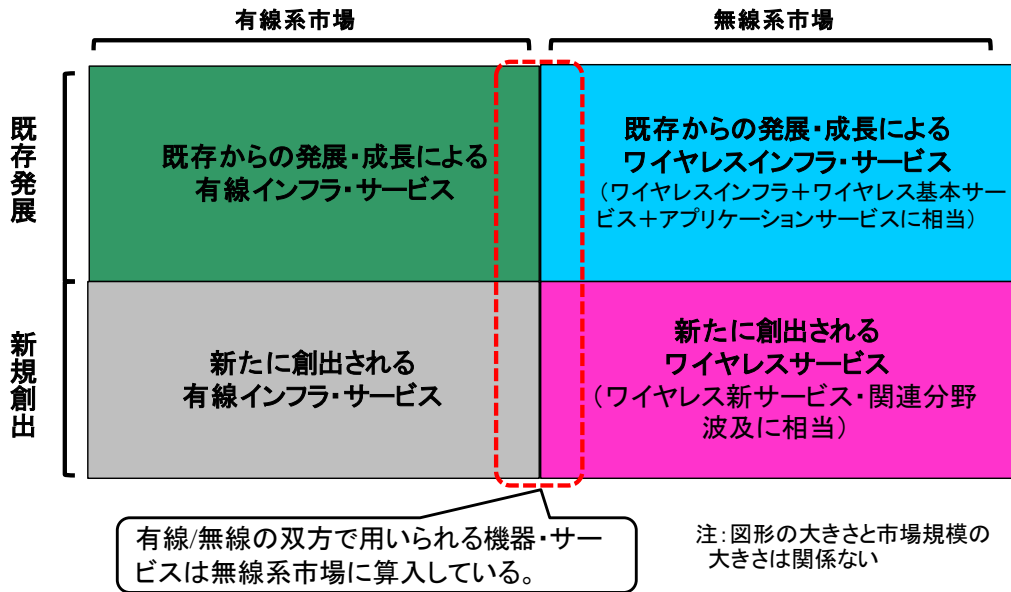 有線系市場
無線系市場
既存発展
既存からの発展・成長による
有線インフラ・サービス
既存からの発展・成長による
ワイヤレスインフラ・サービス
（ワイヤレスインフラ＋ワイヤレス基本サー
ビス＋アプリケーションサービスに相当）
新規創出
新たに創出される
有線インフラ・サービス
新たに創出される
ワイヤレスサービス
（ワイヤレス新サービス・関連分野
波及に相当）
有線/無線の双方で用いられる機器・サー
ビスは無線系市場に算入している。
注：図形の大きさと市場規模の
大きさは関係ない